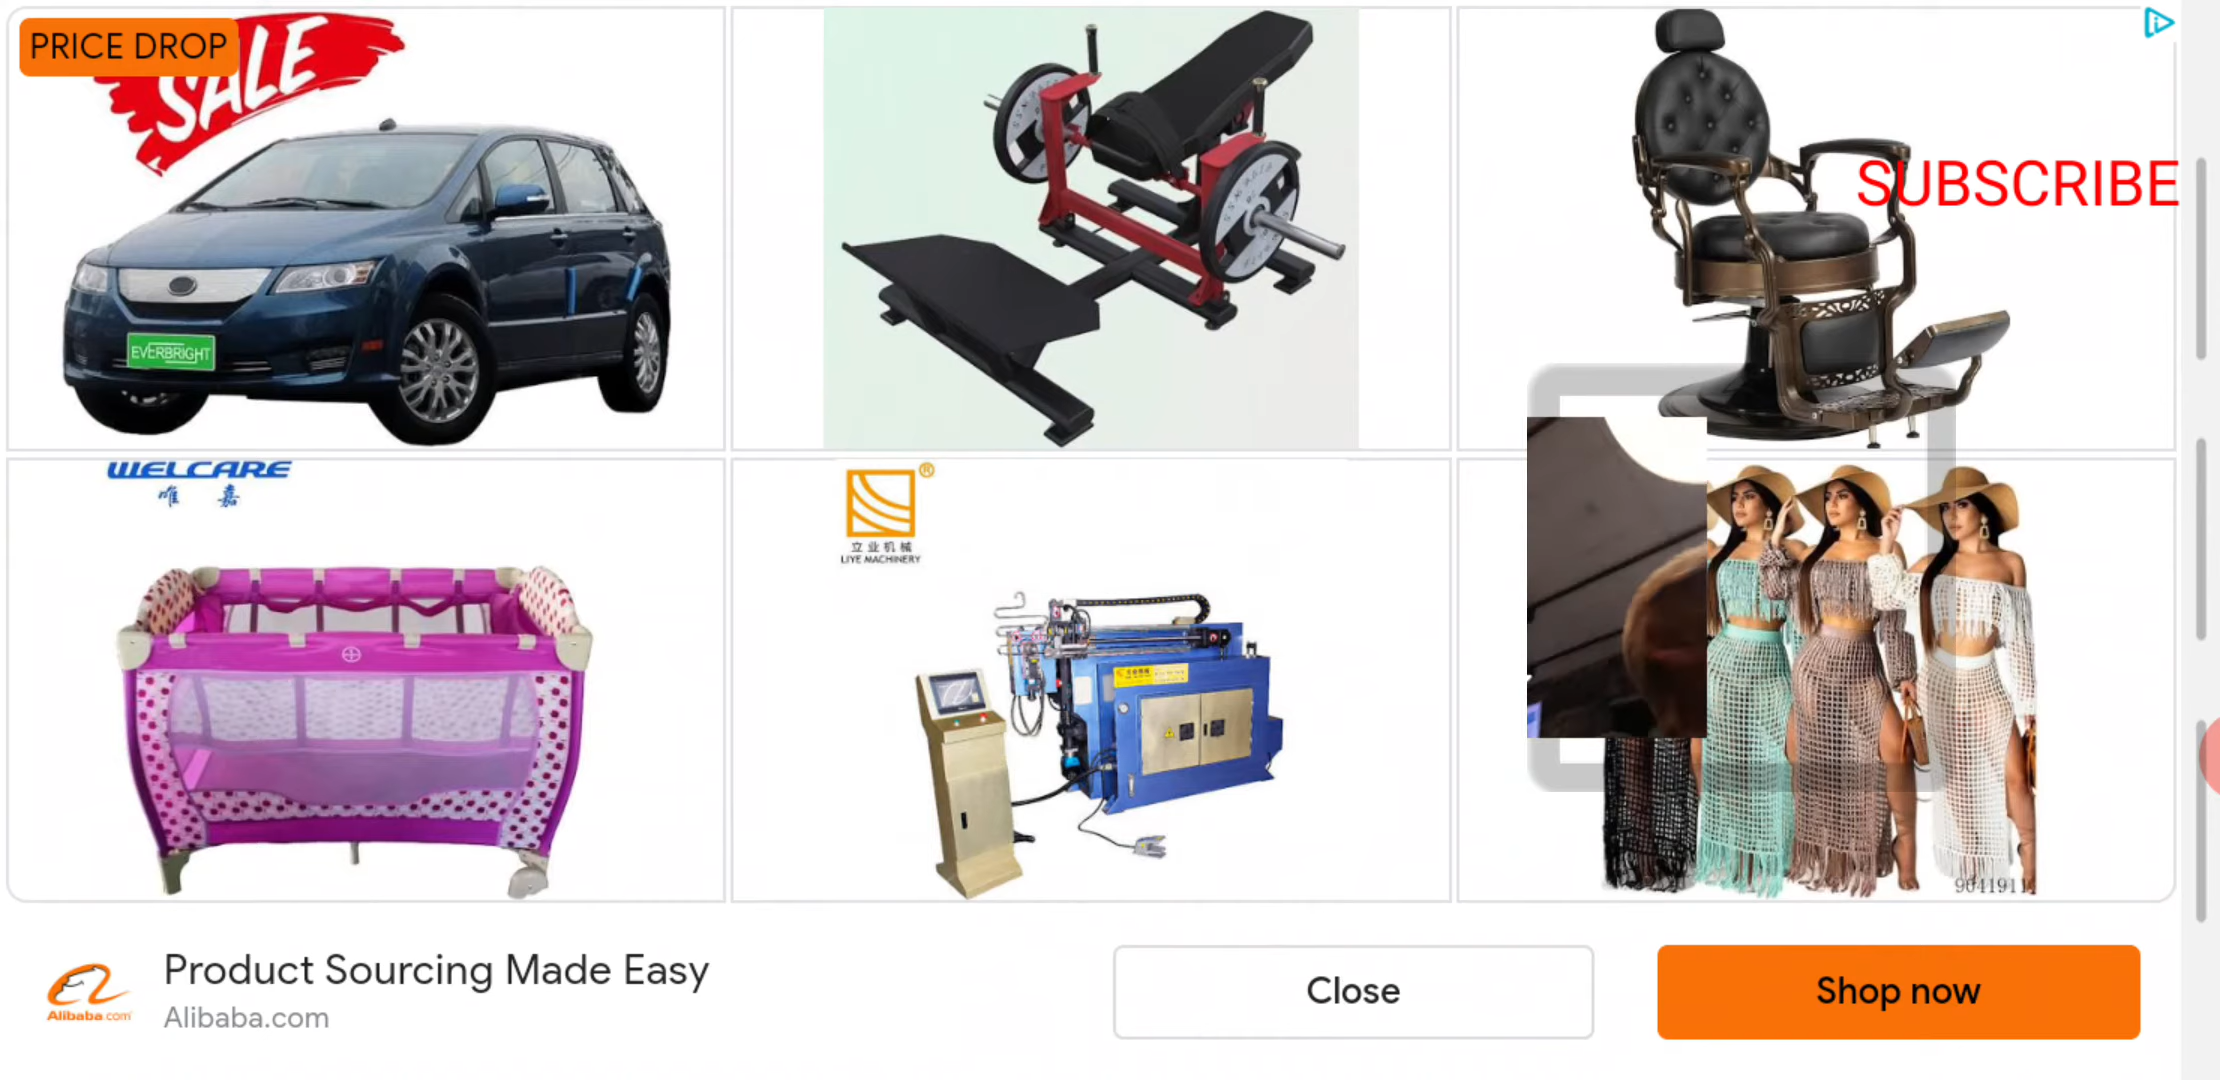 PRICE DROP
SALE
EVERBRIGHT
SUBSCRIBE
WELCARE
唯 嘉
®
立业机械
LIYE MACHINERY
9041911
Product Sourcing Made Easy
Alibaba.com
Alibaba.com
Close
Shop now